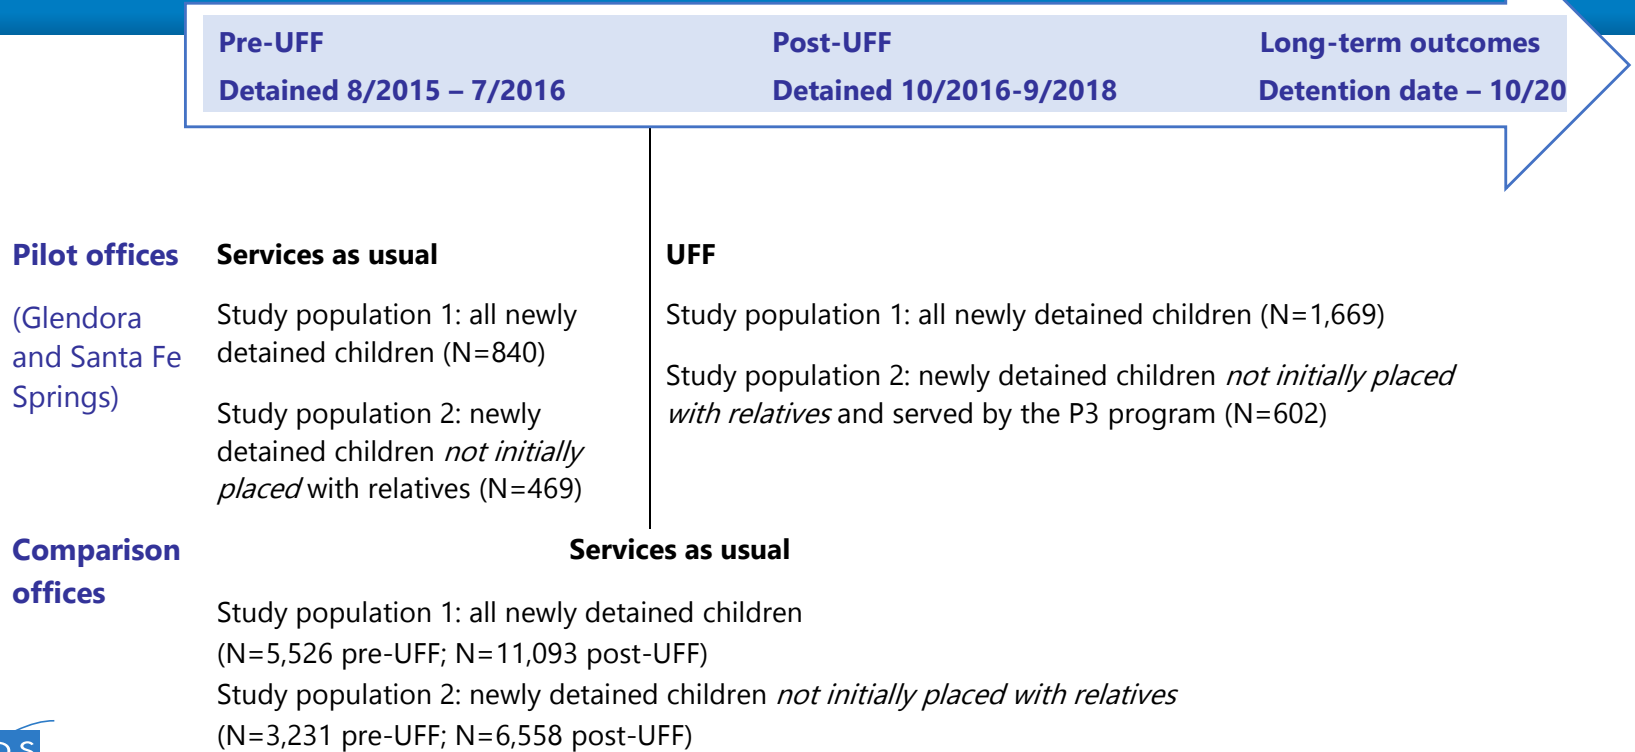 Pre-UFF
Detained 8/2015 – 7/2016
Post-UFF
Detained 10/2016-9/2018
Long-term outcomes
Detention date – 10/20
Pilot offices
(Glendora
and Santa Fe
Springs)
Services as usual
Study population 1: all newly
detained children (N=840)
Study population 2: newly
detained children not initially
placed with relatives (N=469)
UFF
Study population 1: all newly detained children (N=1,669)
Study population 2: newly detained children not initially placed
with relatives and served by the P3 program (N=602)
Comparison
offices
Services as usual
Study population 1: all newly detained children
(N=5,526 pre-UFF; N=11,093 post-UFF)
Study population 2: newly detained children not initially placed with relatives
(N=3,231 pre-UFF; N=6,558 post-UFF)